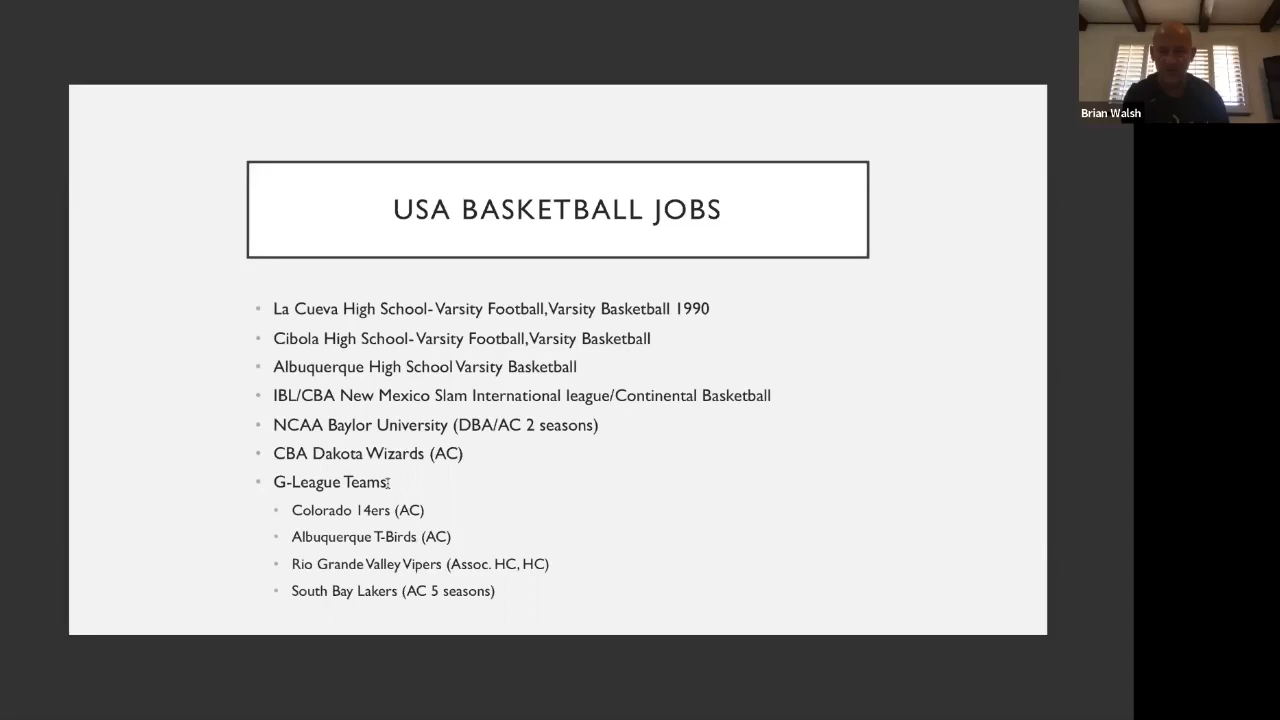 Brian Walsh
USA BASKETBALL JOBS
• La Cueva High School- Varsity Football, Varsity Basketball 1990
• Cibola High School- Varsity Football, Varsity Basketball
• Albuquerque High School Varsity Basketball
• IBL/CBA New Mexico Slam International league/Continental Basketball
• NCAA Baylor University (DBA/AC 2 seasons)
• CBA Dakota Wizards (AC)
• G-League Teams
• Colorado 14ers (AC)
• Albuquerque T-Birds (AC)
• Rio Grande Valley Vipers (Assoc. HC, HC)
• South Bay Lakers (AC 5 seasons)